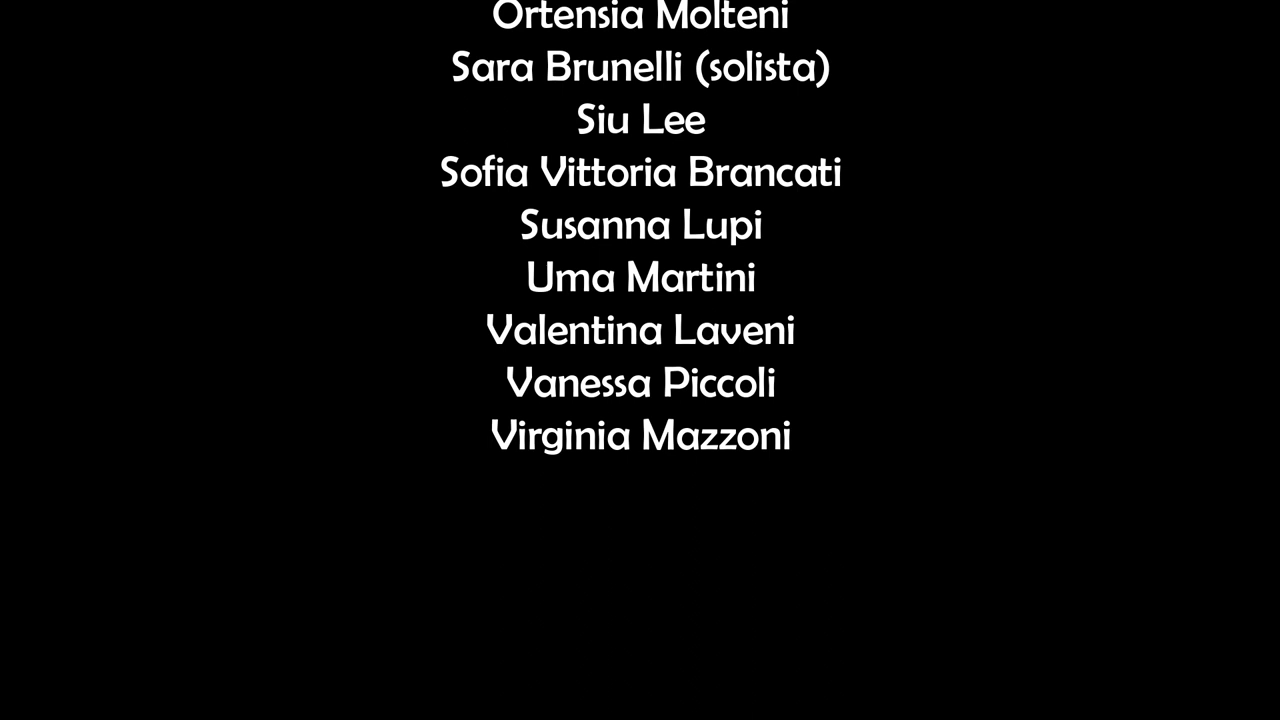 Ortensia Molteni
Sara Brunelli (solista)
Siu Lee
Sofia Vittoria Brancati
Susanna Lupi
Uma Martini
Valentina Laveni
Vanessa Piccoli
Virginia Mazzoni